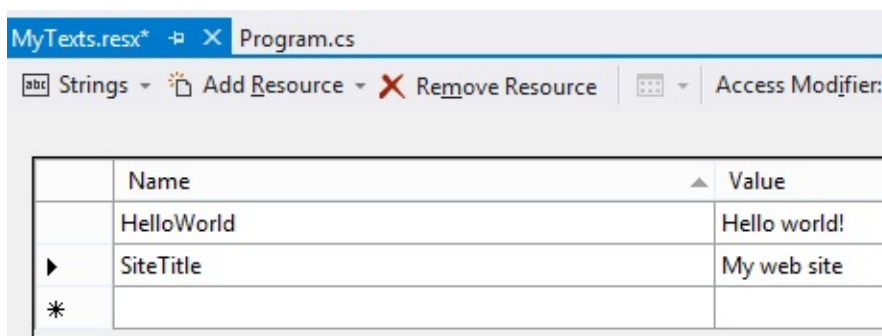 MyTexts.resx* Program.cs
abc Strings Add Resource Remove Resource Access Modifier:
Name Value
HelloWorld Hello world!
SiteTitle My web site